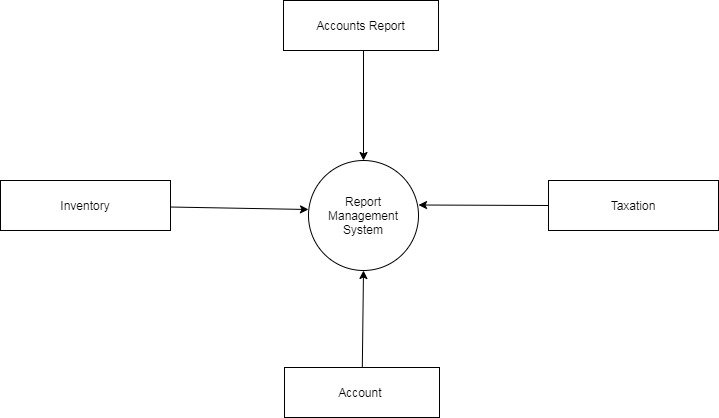 Accounts Report
Inventory
Report
Management
System
Taxation
Account